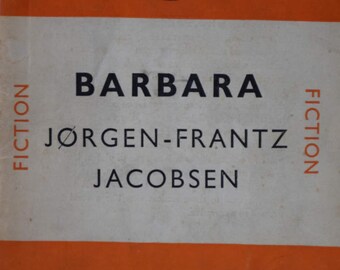 BARBARA
JØRGEN-FRANTZ
JACOBSEN
FICTION
FICTION